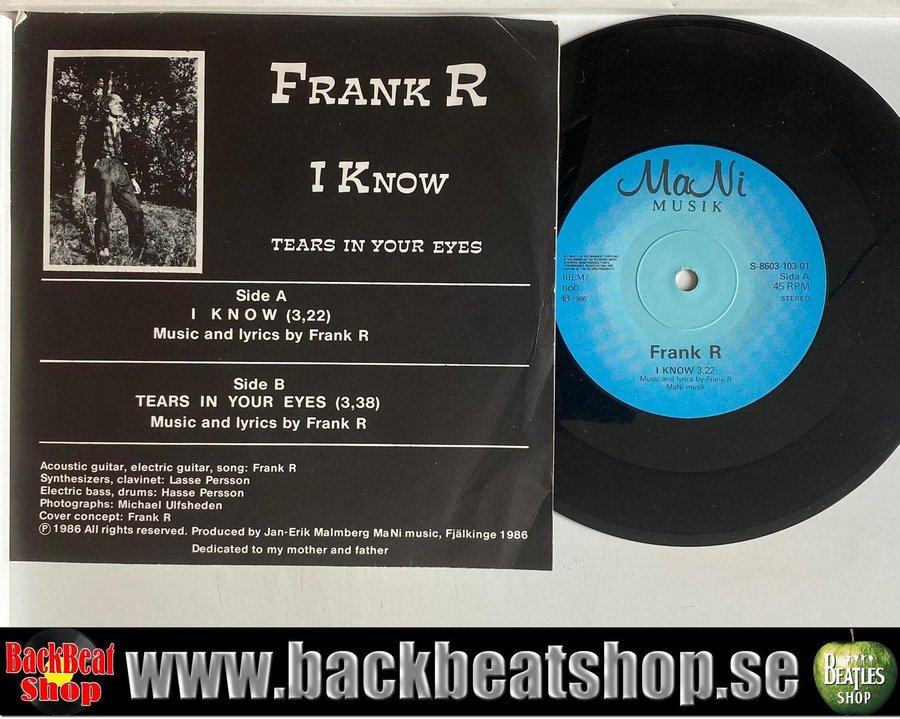 FRANK R
I KNOW
TEARS IN YOUR EYES
Side A
I KNOW (3,22)
Music and lyrics by Frank R
Side B
TEARS IN YOUR EYES (3,38)
Music and lyrics by Frank R
Acoustic guitar, electric guitar, song: Frank R
Synthesizers, clavinet: Lasse Persson
Electric bass, drums: Hasse Persson
Photographs: Michael Ulfsheden
Cover concept: Frank R
Ⓟ 1986 All rights reserved. Produced by Jan-Erik Malmberg MaNi music, Fjälkinge 1986
Dedicated to my mother and father
MaNi
MUSIK
BIEM/
ncb
Ⓟ 1986
S-8603-103-01
Sida A
45 RPM
STEREO
Frank R
I KNOW 3.22
Music and lyrics by Frank R
MaNi musik
BackBeat
Shop
www.backbeatshop.se
BEATLES
SHOP